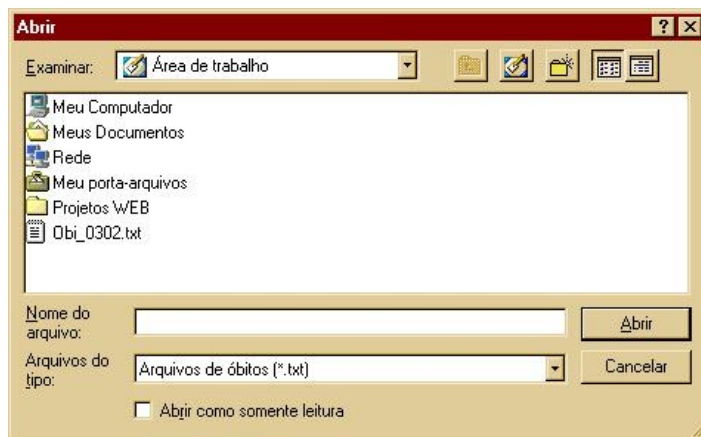 Abrir
Examinar: Área de trabalho
Meu Computador
Meus Documentos
Rede
Meu porta-arquivos
Projetos WEB
Obi_0302.txt
Nome do
arquivo:
Abrir
Arquivos do
tipo:
Arquivos de óbitos (*.txt)
Cancelar
Abrir como somente leitura